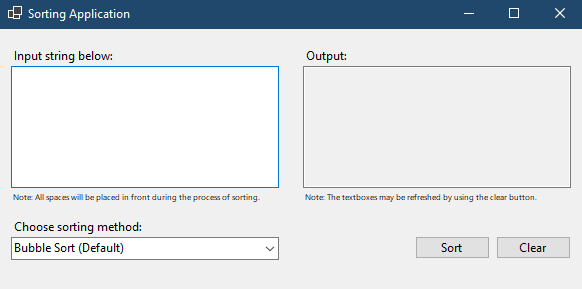 Sorting Application
Input string below:
Output:
Note: All spaces will be placed in front during the process of sorting.
Note: The textboxes may be refreshed by using the clear button.
Choose sorting method:
Bubble Sort (Default)
Sort
Clear